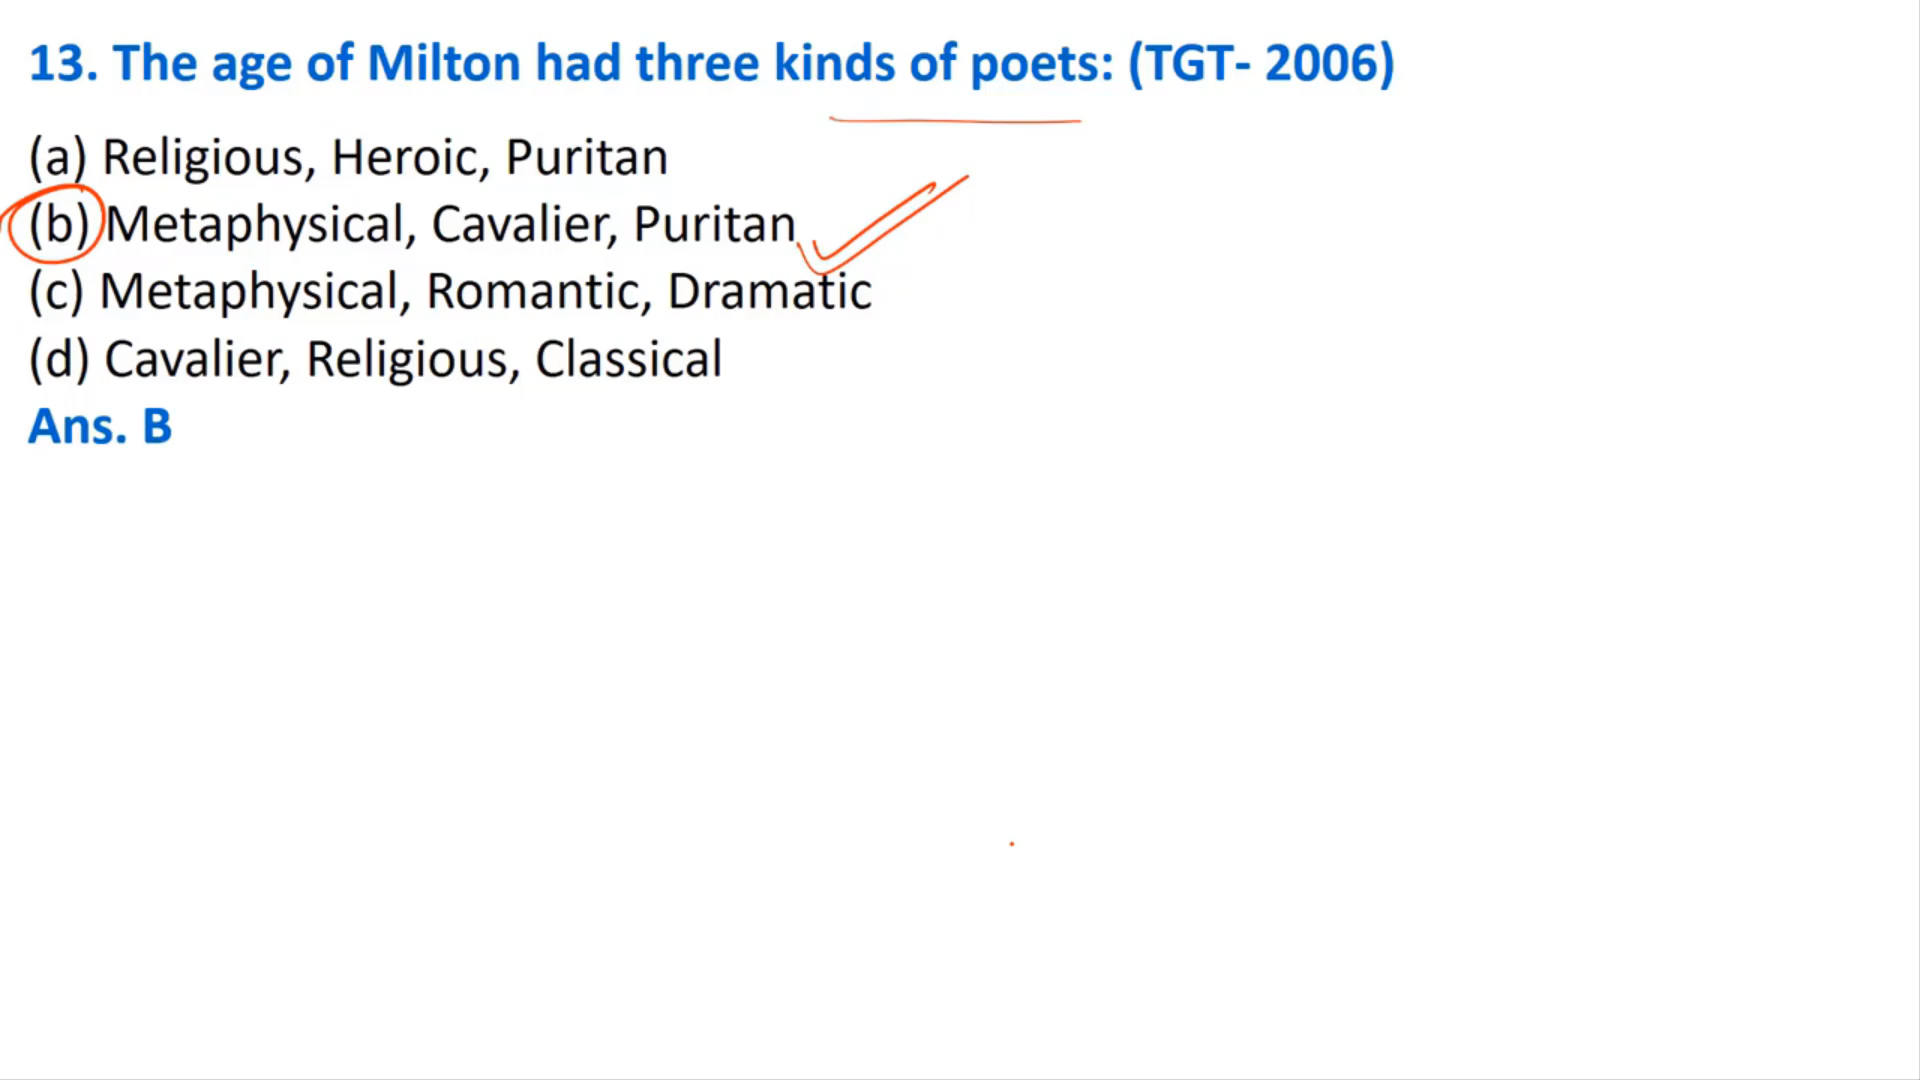 13. The age of Milton had three kinds of poets: (TGT- 2006)
(a) Religious, Heroic, Puritan
(b) Metaphysical, Cavalier, Puritan
(c) Metaphysical, Romantic, Dramatic
(d) Cavalier, Religious, Classical
Ans. B